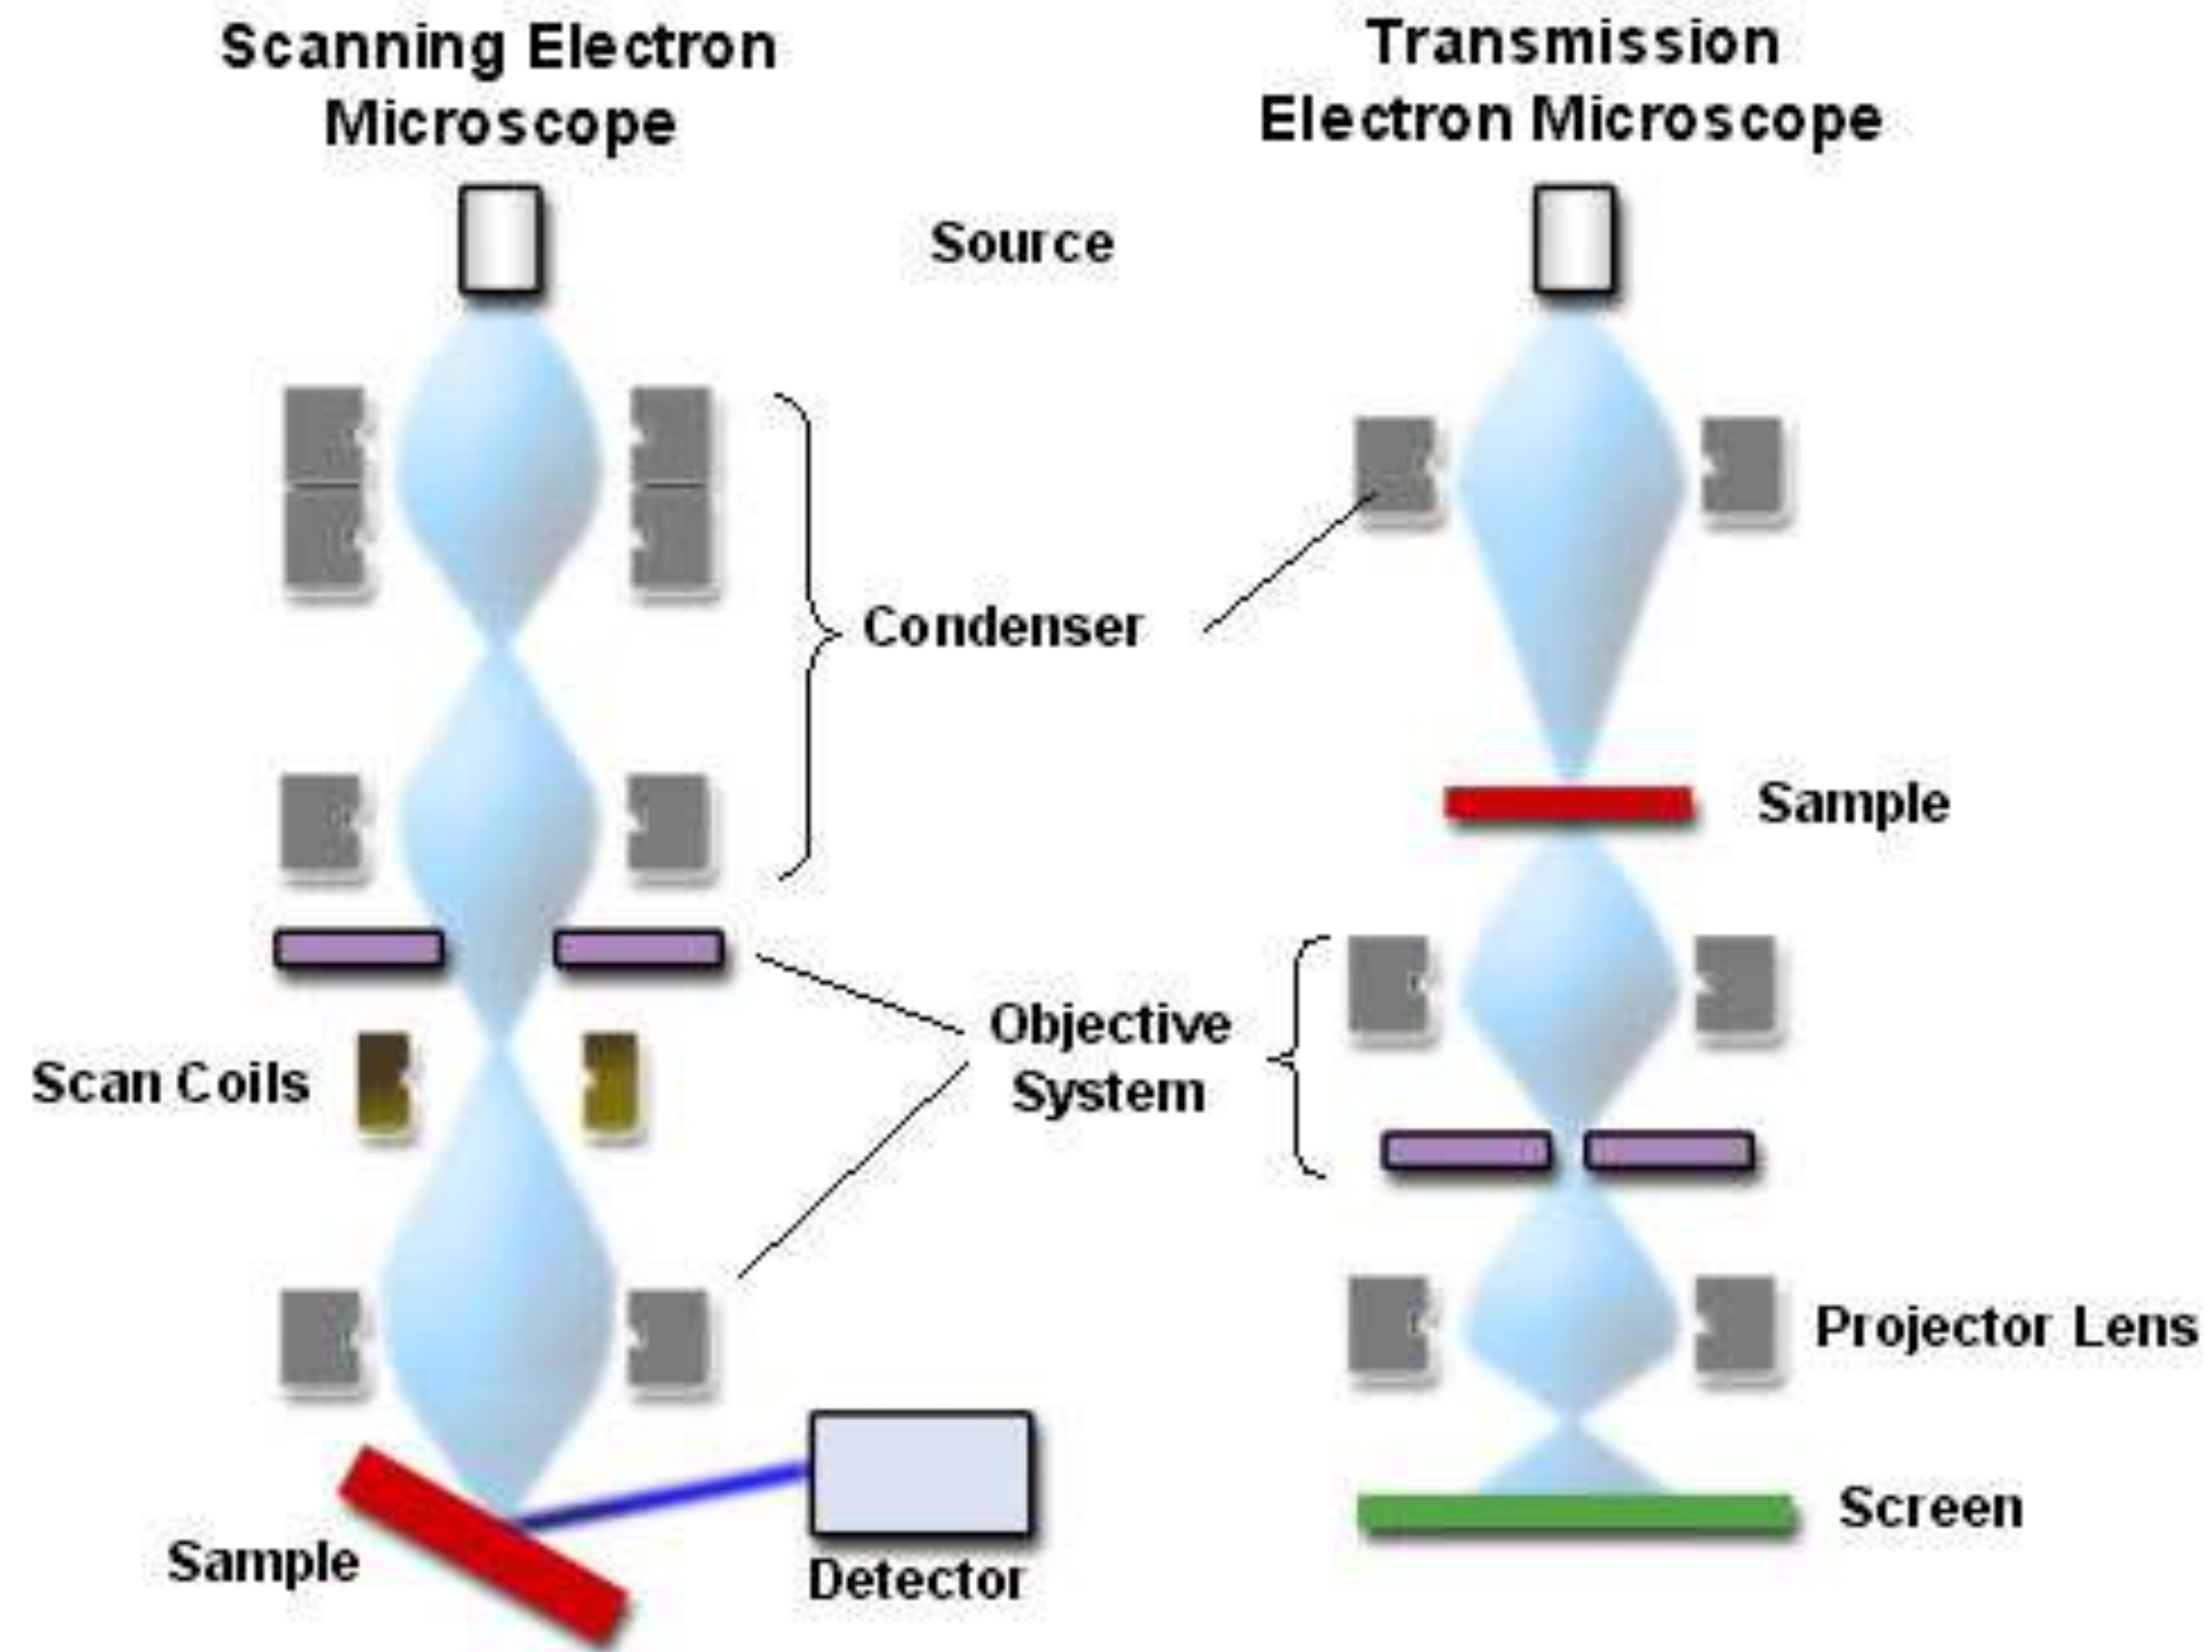 Scanning Electron
Microscope
Transmission
Electron Microscope
Source
Condenser
Sample
Objective
System
Scan Coils
Projector Lens
Screen
Sample
Detector